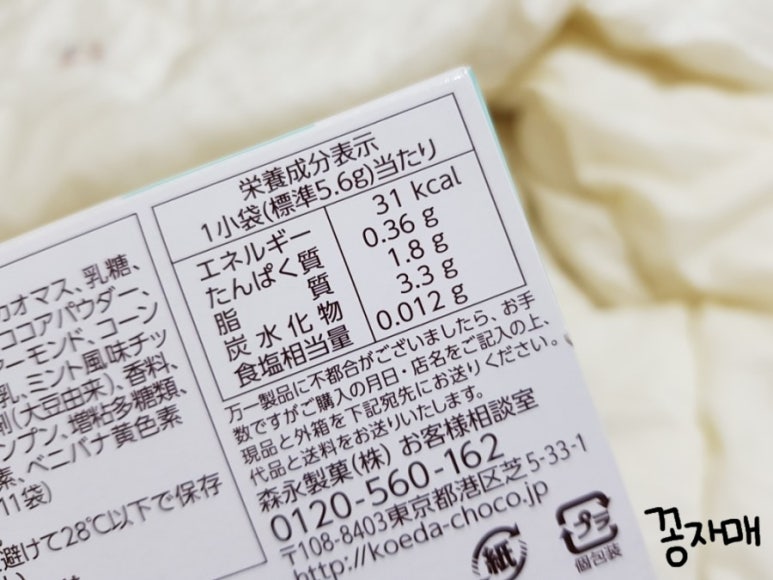 カオマス、乳糖、
ココアパウダー、
アーモンド、コーン
乳、ミント風味チッ
剤(大豆由来)、香料、
ンプン、増粘多糖類、
素、ベニバナ黄色素
11袋)
避けて28℃以下で保存
栄養成分表示
1小袋(標準5.6g)当たり
エネルギー 31 kcal
たんぱく質 0.36 g
脂質 1.8 g
炭水化物 3.3 g
食塩相当量 0.012 g
万一製品に不都合がございましたら、お手
数ですがご購入の月日・店名をご記入の上、
現品と外箱を下記宛先にお送りください。
代品と送料をお送りいたします。
森永製菓(株) お客様相談室
0120-560-162
〒108-8403東京都港区芝5-33-1
http://koeda-choco.jp
紙
プラ
個包装
꽁자매